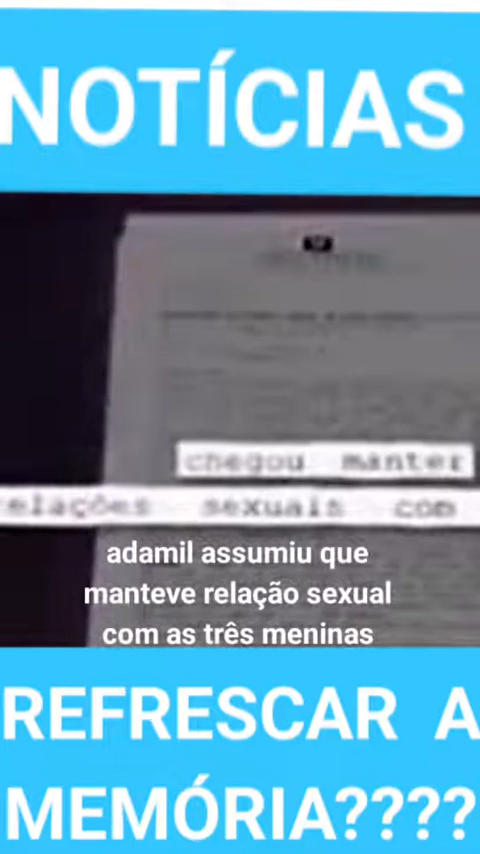 NOTÍCIAS
chegou manter
relações sexuais com
adamil assumiu que
manteve relação sexual
com as três meninas
REFRESCAR A
MEMÓRIA????